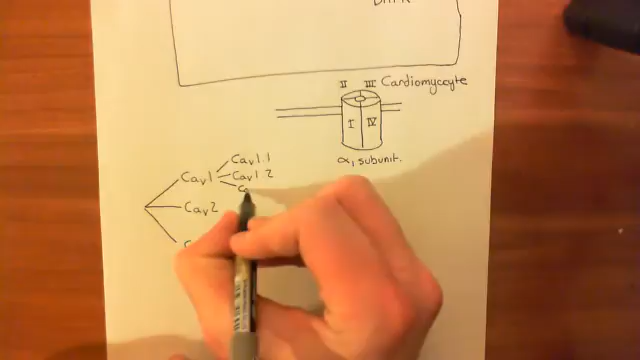 II III Cardiomyocyte
I IV
α₁ subunit.
Cav1.1
Cav1 Cav1.2
Cav2